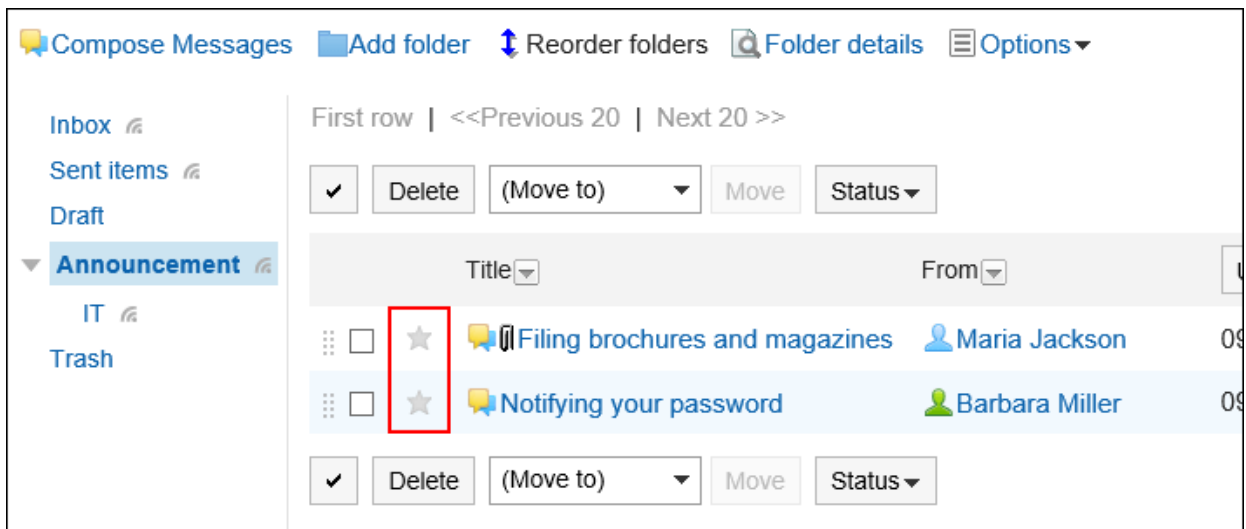 Compose Messages Add folder Reorder folders Folder details Options
Inbox
Sent items
Draft
Announcement
IT
Trash
First row | <<Previous 20 | Next 20 >>
Delete (Move to) Move Status
Title From
Filing brochures and magazines Maria Jackson 09
Notifying your password Barbara Miller 09
Delete (Move to) Move Status